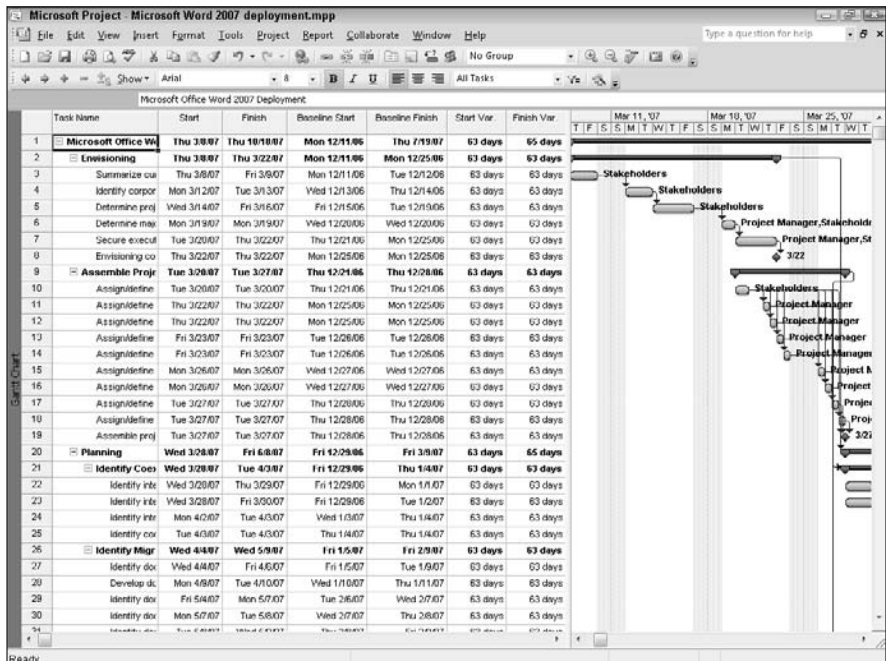 Microsoft Project - Microsoft Word 2007 deployment.mpp
File Edit View Insert Format Tools Project Report Collaborate Window Help Type a question for help
No Group
Show Arial 8 B I U All Tasks
Microsoft Office Word 2007 Deployment
Task Name Start Finish Baseline Start Baseline Finish Start Var. Finish Var. Mar 11, '07 Mar 18, '07 Mar 25, '07
T F S S M T W T F S S M T W T F S S M T W T
1 Microsoft Office Wo Thu 3/8/07 Thu 10/18/07 Mon 12/11/06 Thu 7/19/07 63 days 65 days
2 Envisioning Thu 3/8/07 Thu 3/22/07 Mon 12/11/06 Mon 12/25/06 63 days 63 days
3 Summarize cur Thu 3/8/07 Fri 3/9/07 Mon 12/11/06 Tue 12/12/06 63 days 63 days Stakeholders
4 Identify corpor Mon 3/12/07 Tue 3/13/07 Wed 12/13/06 Thu 12/14/06 63 days 63 days Stakeholders
5 Determine proj Wed 3/14/07 Fri 3/16/07 Fri 12/15/06 Tue 12/19/06 63 days 63 days Stakeholders
6 Determine majo Mon 3/19/07 Mon 3/19/07 Wed 12/20/06 Wed 12/20/06 63 days 63 days Project Manager,Stakehold
7 Secure execut Tue 3/20/07 Thu 3/22/07 Thu 12/21/06 Mon 12/25/06 63 days 63 days Project Manager,St
8 Envisioning co Thu 3/22/07 Thu 3/22/07 Mon 12/25/06 Mon 12/25/06 63 days 63 days 3/22
9 Assemble Proje Tue 3/20/07 Tue 3/27/07 Thu 12/21/06 Thu 12/28/06 63 days 63 days
10 Assign/define Tue 3/20/07 Tue 3/20/07 Thu 12/21/06 Thu 12/21/06 63 days 63 days Stakeholders
11 Assign/define Thu 3/22/07 Thu 3/22/07 Mon 12/25/06 Mon 12/25/06 63 days 63 days Project Manager
12 Assign/define Thu 3/22/07 Thu 3/22/07 Mon 12/25/06 Mon 12/25/06 63 days 63 days Project Manager
13 Assign/define Fri 3/23/07 Fri 3/23/07 Tue 12/26/06 Tue 12/26/06 63 days 63 days Project Manager
14 Assign/define Fri 3/23/07 Fri 3/23/07 Tue 12/26/06 Tue 12/26/06 63 days 63 days Project Manager
15 Assign/define Mon 3/26/07 Mon 3/26/07 Wed 12/27/06 Wed 12/27/06 63 days 63 days Project M
16 Assign/define Mon 3/26/07 Mon 3/26/07 Wed 12/27/06 Wed 12/27/06 63 days 63 days Project
17 Assign/define Tue 3/27/07 Tue 3/27/07 Thu 12/28/06 Thu 12/28/06 63 days 63 days Projec
18 Assign/define Tue 3/27/07 Tue 3/27/07 Thu 12/28/06 Thu 12/28/06 63 days 63 days Proj
19 Assemble proj Tue 3/27/07 Tue 3/27/07 Thu 12/28/06 Thu 12/28/06 63 days 63 days 3/27
20 Planning Wed 3/28/07 Fri 6/8/07 Fri 12/29/06 Fri 3/9/07 63 days 65 days
21 Identify Coex Wed 3/28/07 Tue 4/3/07 Fri 12/29/06 Thu 1/4/07 63 days 63 days
22 Identify inte Wed 3/28/07 Thu 3/29/07 Fri 12/29/06 Mon 1/1/07 63 days 63 days
23 Identify inte Wed 3/28/07 Fri 3/30/07 Fri 12/29/06 Tue 1/2/07 63 days 63 days
24 Identify inte Mon 4/2/07 Tue 4/3/07 Wed 1/3/07 Thu 1/4/07 63 days 63 days
25 Identify coe Tue 4/3/07 Tue 4/3/07 Thu 1/4/07 Thu 1/4/07 63 days 63 days
26 Identify Migr Wed 4/4/07 Wed 5/9/07 Fri 1/5/07 Fri 2/9/07 63 days 63 days
27 Identify doc Wed 4/4/07 Fri 4/6/07 Fri 1/5/07 Tue 1/9/07 63 days 63 days
28 Develop dc Mon 4/9/07 Tue 4/10/07 Wed 1/10/07 Thu 1/11/07 63 days 63 days
29 Identify doc Fri 5/4/07 Mon 5/7/07 Tue 2/6/07 Wed 2/7/07 63 days 63 days
30 Identify doc Mon 5/7/07 Tue 5/8/07 Wed 2/7/07 Thu 2/8/07 63 days 63 days
Gantt Chart
Ready